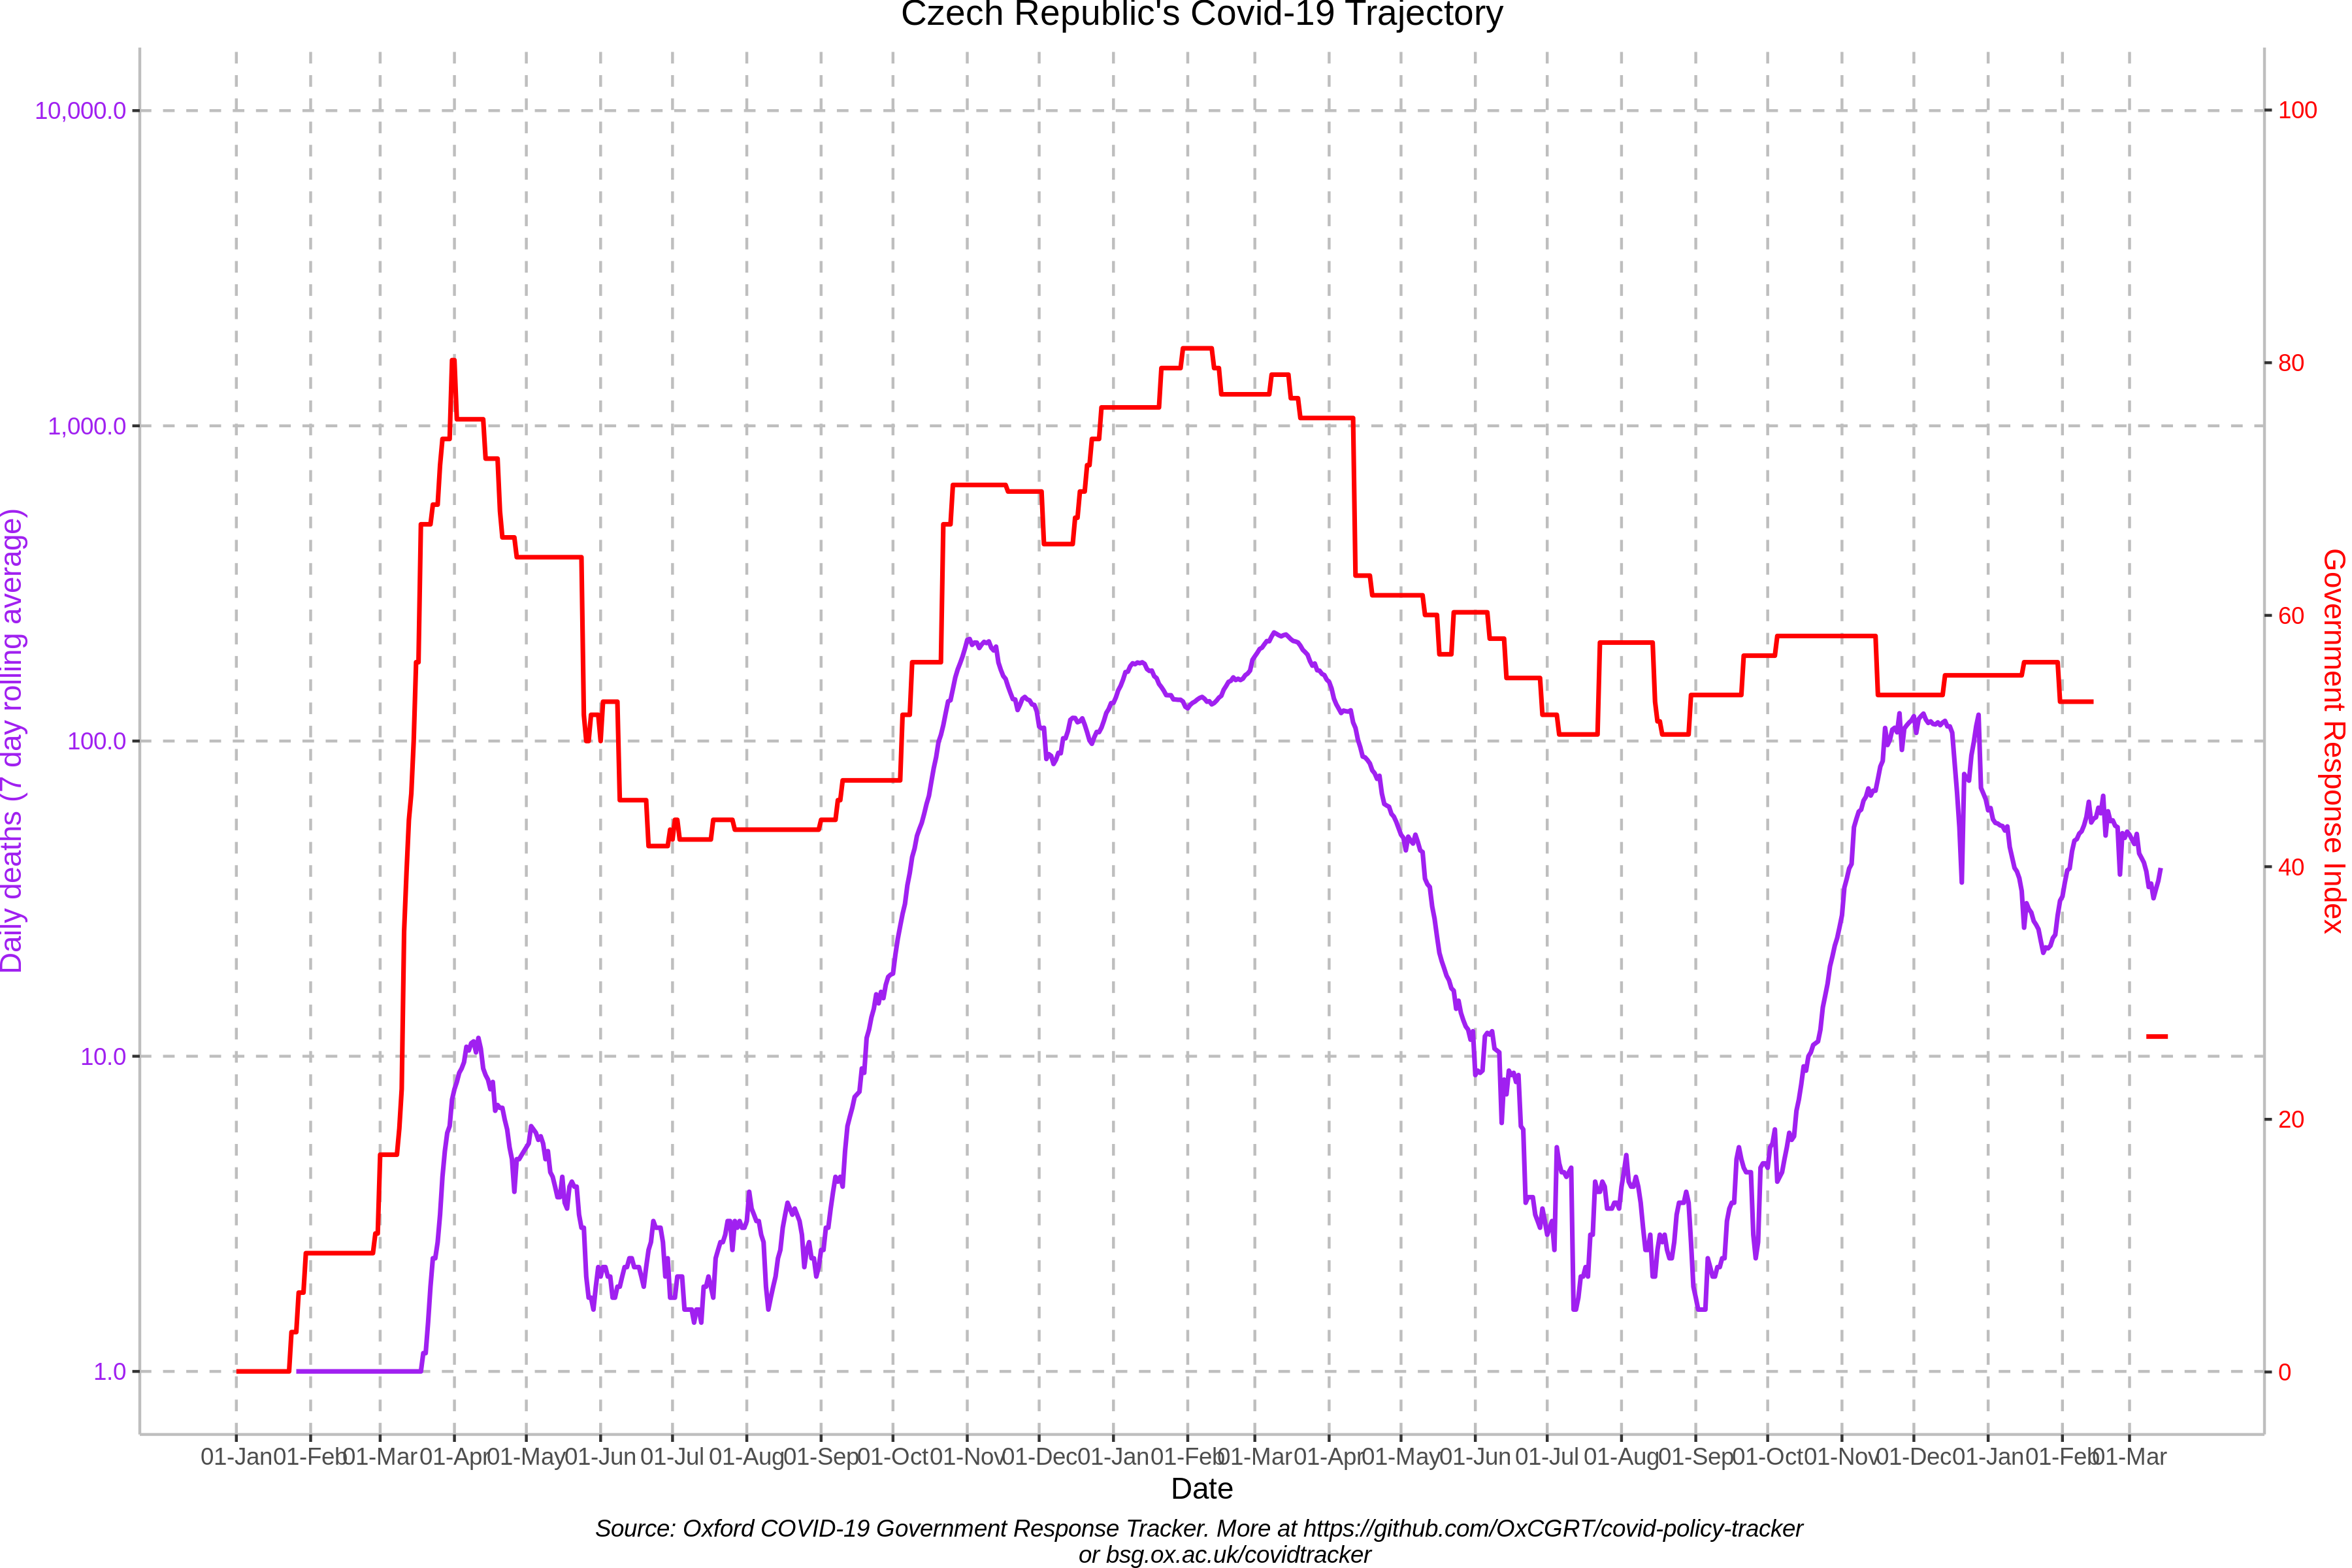 Czech Republic's Covid-19 Trajectory
10,000.0
1,000.0
100.0
10.0
1.0
Daily deaths (7 day rolling average)
100
80
60
40
20
0
Government Response Index
01-Jan 01-Feb 01-Mar 01-Apr 01-May 01-Jun 01-Jul 01-Aug 01-Sep 01-Oct 01-Nov 01-Dec 01-Jan 01-Feb 01-Mar 01-Apr 01-May 01-Jun 01-Jul 01-Aug 01-Sep 01-Oct 01-Nov 01-Dec 01-Jan 01-Feb 01-Mar
Date
Source: Oxford COVID-19 Government Response Tracker. More at https://github.com/OxCGRT/covid-policy-tracker
or bsg.ox.ac.uk/covidtracker